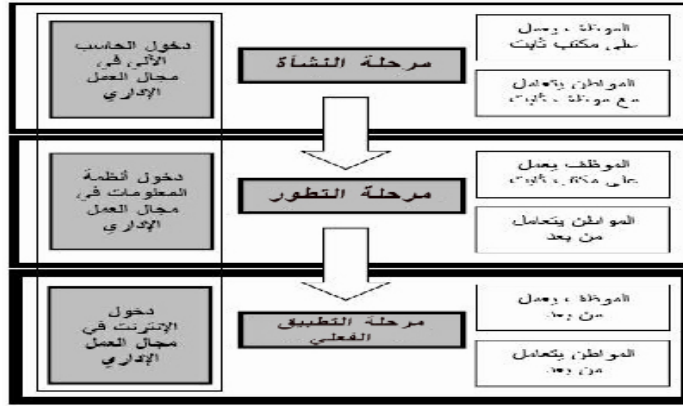 الموظف يعمل
على مكتب ثابت
المواطن يتعامل
مع موظف ثابت
مرحلة النشأة
دخول الحاسب
الآلي في
مجال العمل
الإداري
الموظف يعمل
على مكتب ثابت
المواطن يتعامل
من بعد
مرحلة التطور
دخول أنظمة
المعلومات في
مجال العمل
الإداري
الموظف يعمل
من بعد
المواطن يتعامل
من بعد
مرحلة التطبيق
الفعلي
دخول
الإنترنت في
مجال العمل
الإداري